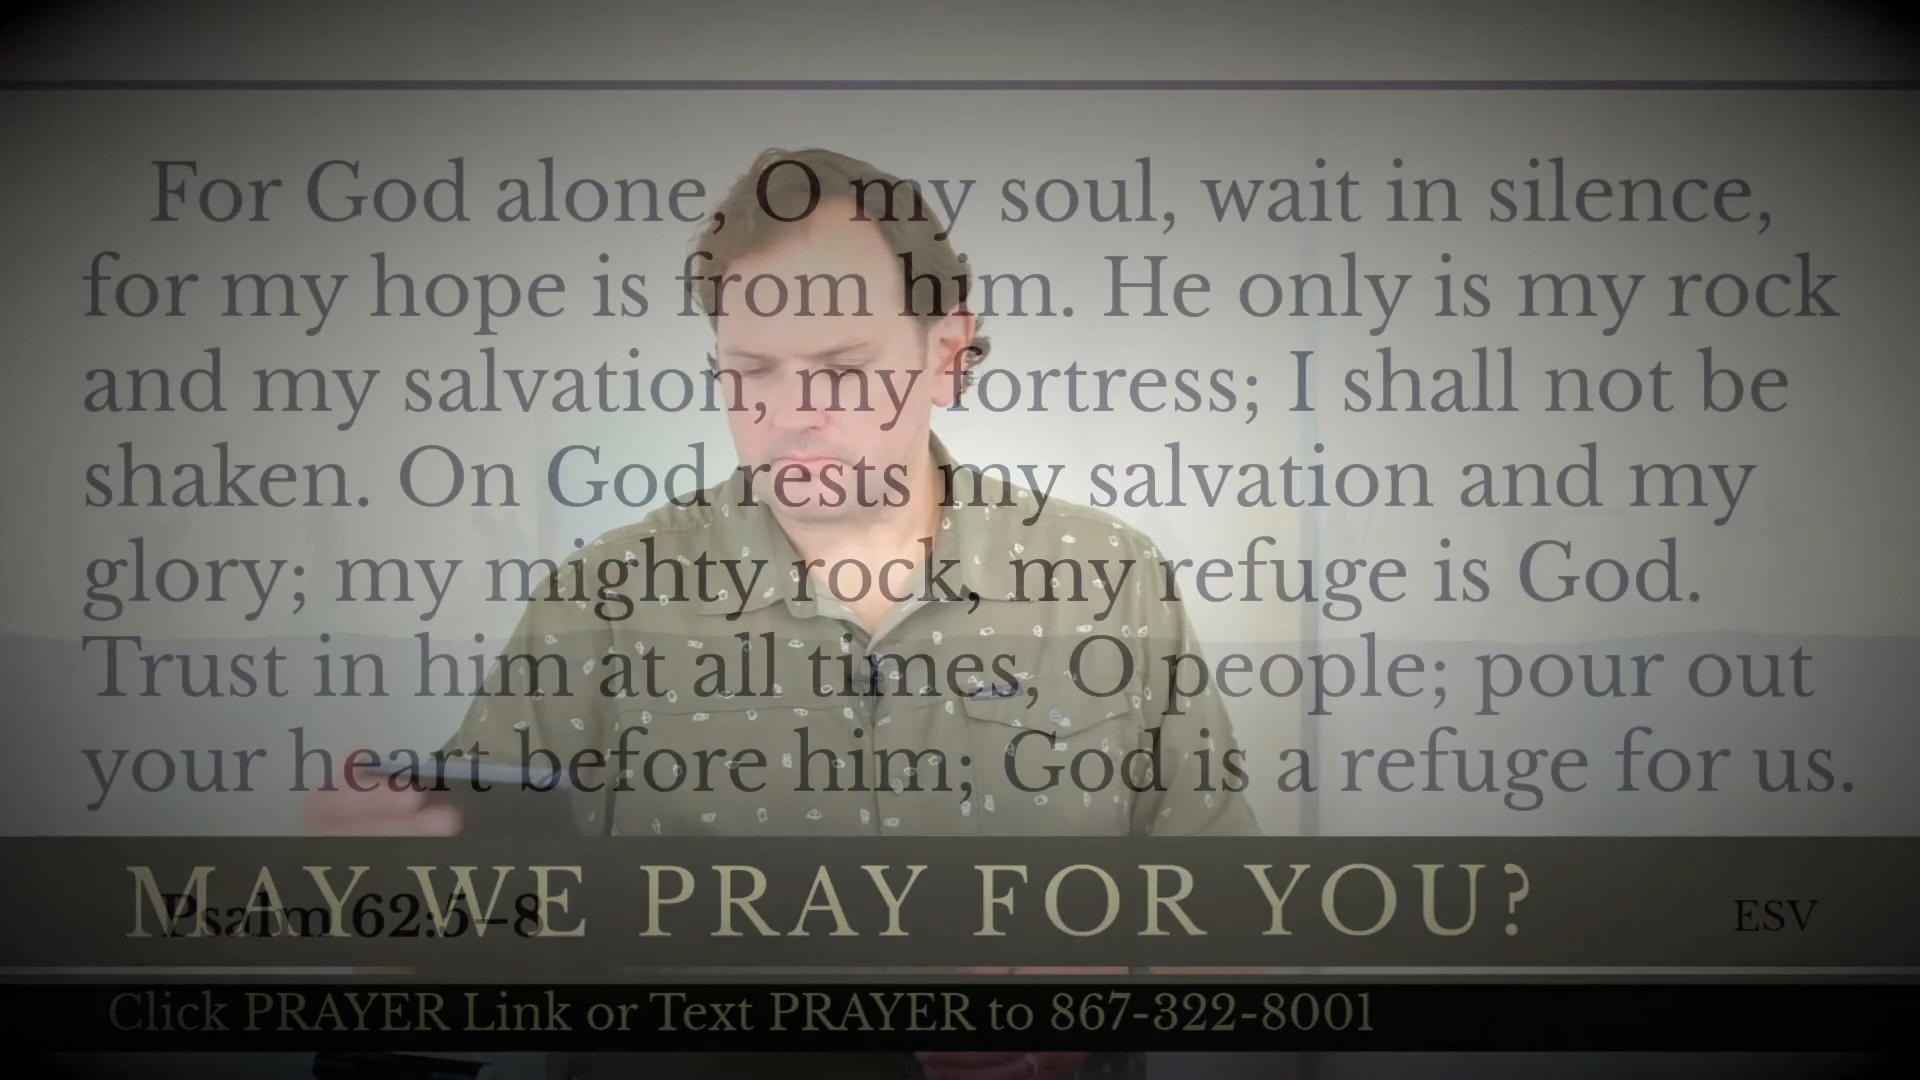 For God alone, O my soul, wait in silence,
for my hope is from him. He only is my rock
and my salvation, my fortress; I shall not be
shaken. On God rests my salvation and my
glory; my mighty rock, my refuge is God.
Trust in him at all times, O people; pour out
your heart before him; God is a refuge for us.
MAY WE PRAY FOR YOU?
Psalm 62:5–8
ESV
Click PRAYER Link or Text PRAYER to 867-322-8001